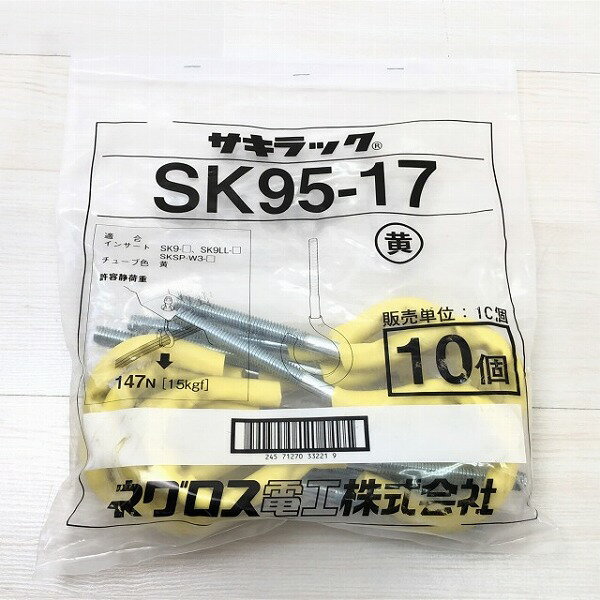 サキラック®
SK95-17
黄
適合
インサート SK9-□、SK9LL-□
SKSP-W3-□
チューブ色 黄
許容静荷重
147N [15kgf]
販売単位：10個
10個
245 71270 33221 9
ネグロス電工株式会社